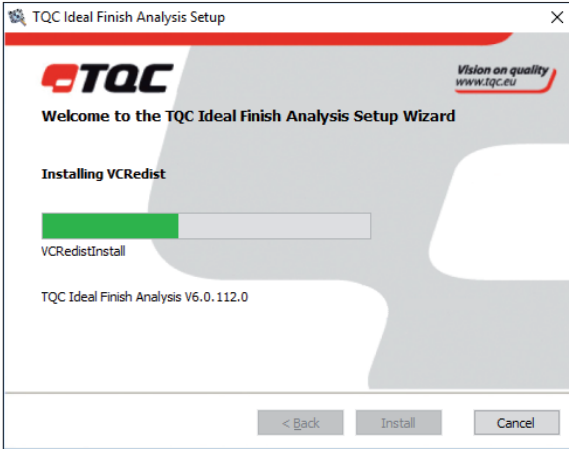 TQC Ideal Finish Analysis Setup
TQC
Vision on quality
www.tqc.eu
Welcome to the TQC Ideal Finish Analysis Setup Wizard
Installing VCRedist
VCRedistInstall
TQC Ideal Finish Analysis V6.0.112.0
< Back Install Cancel